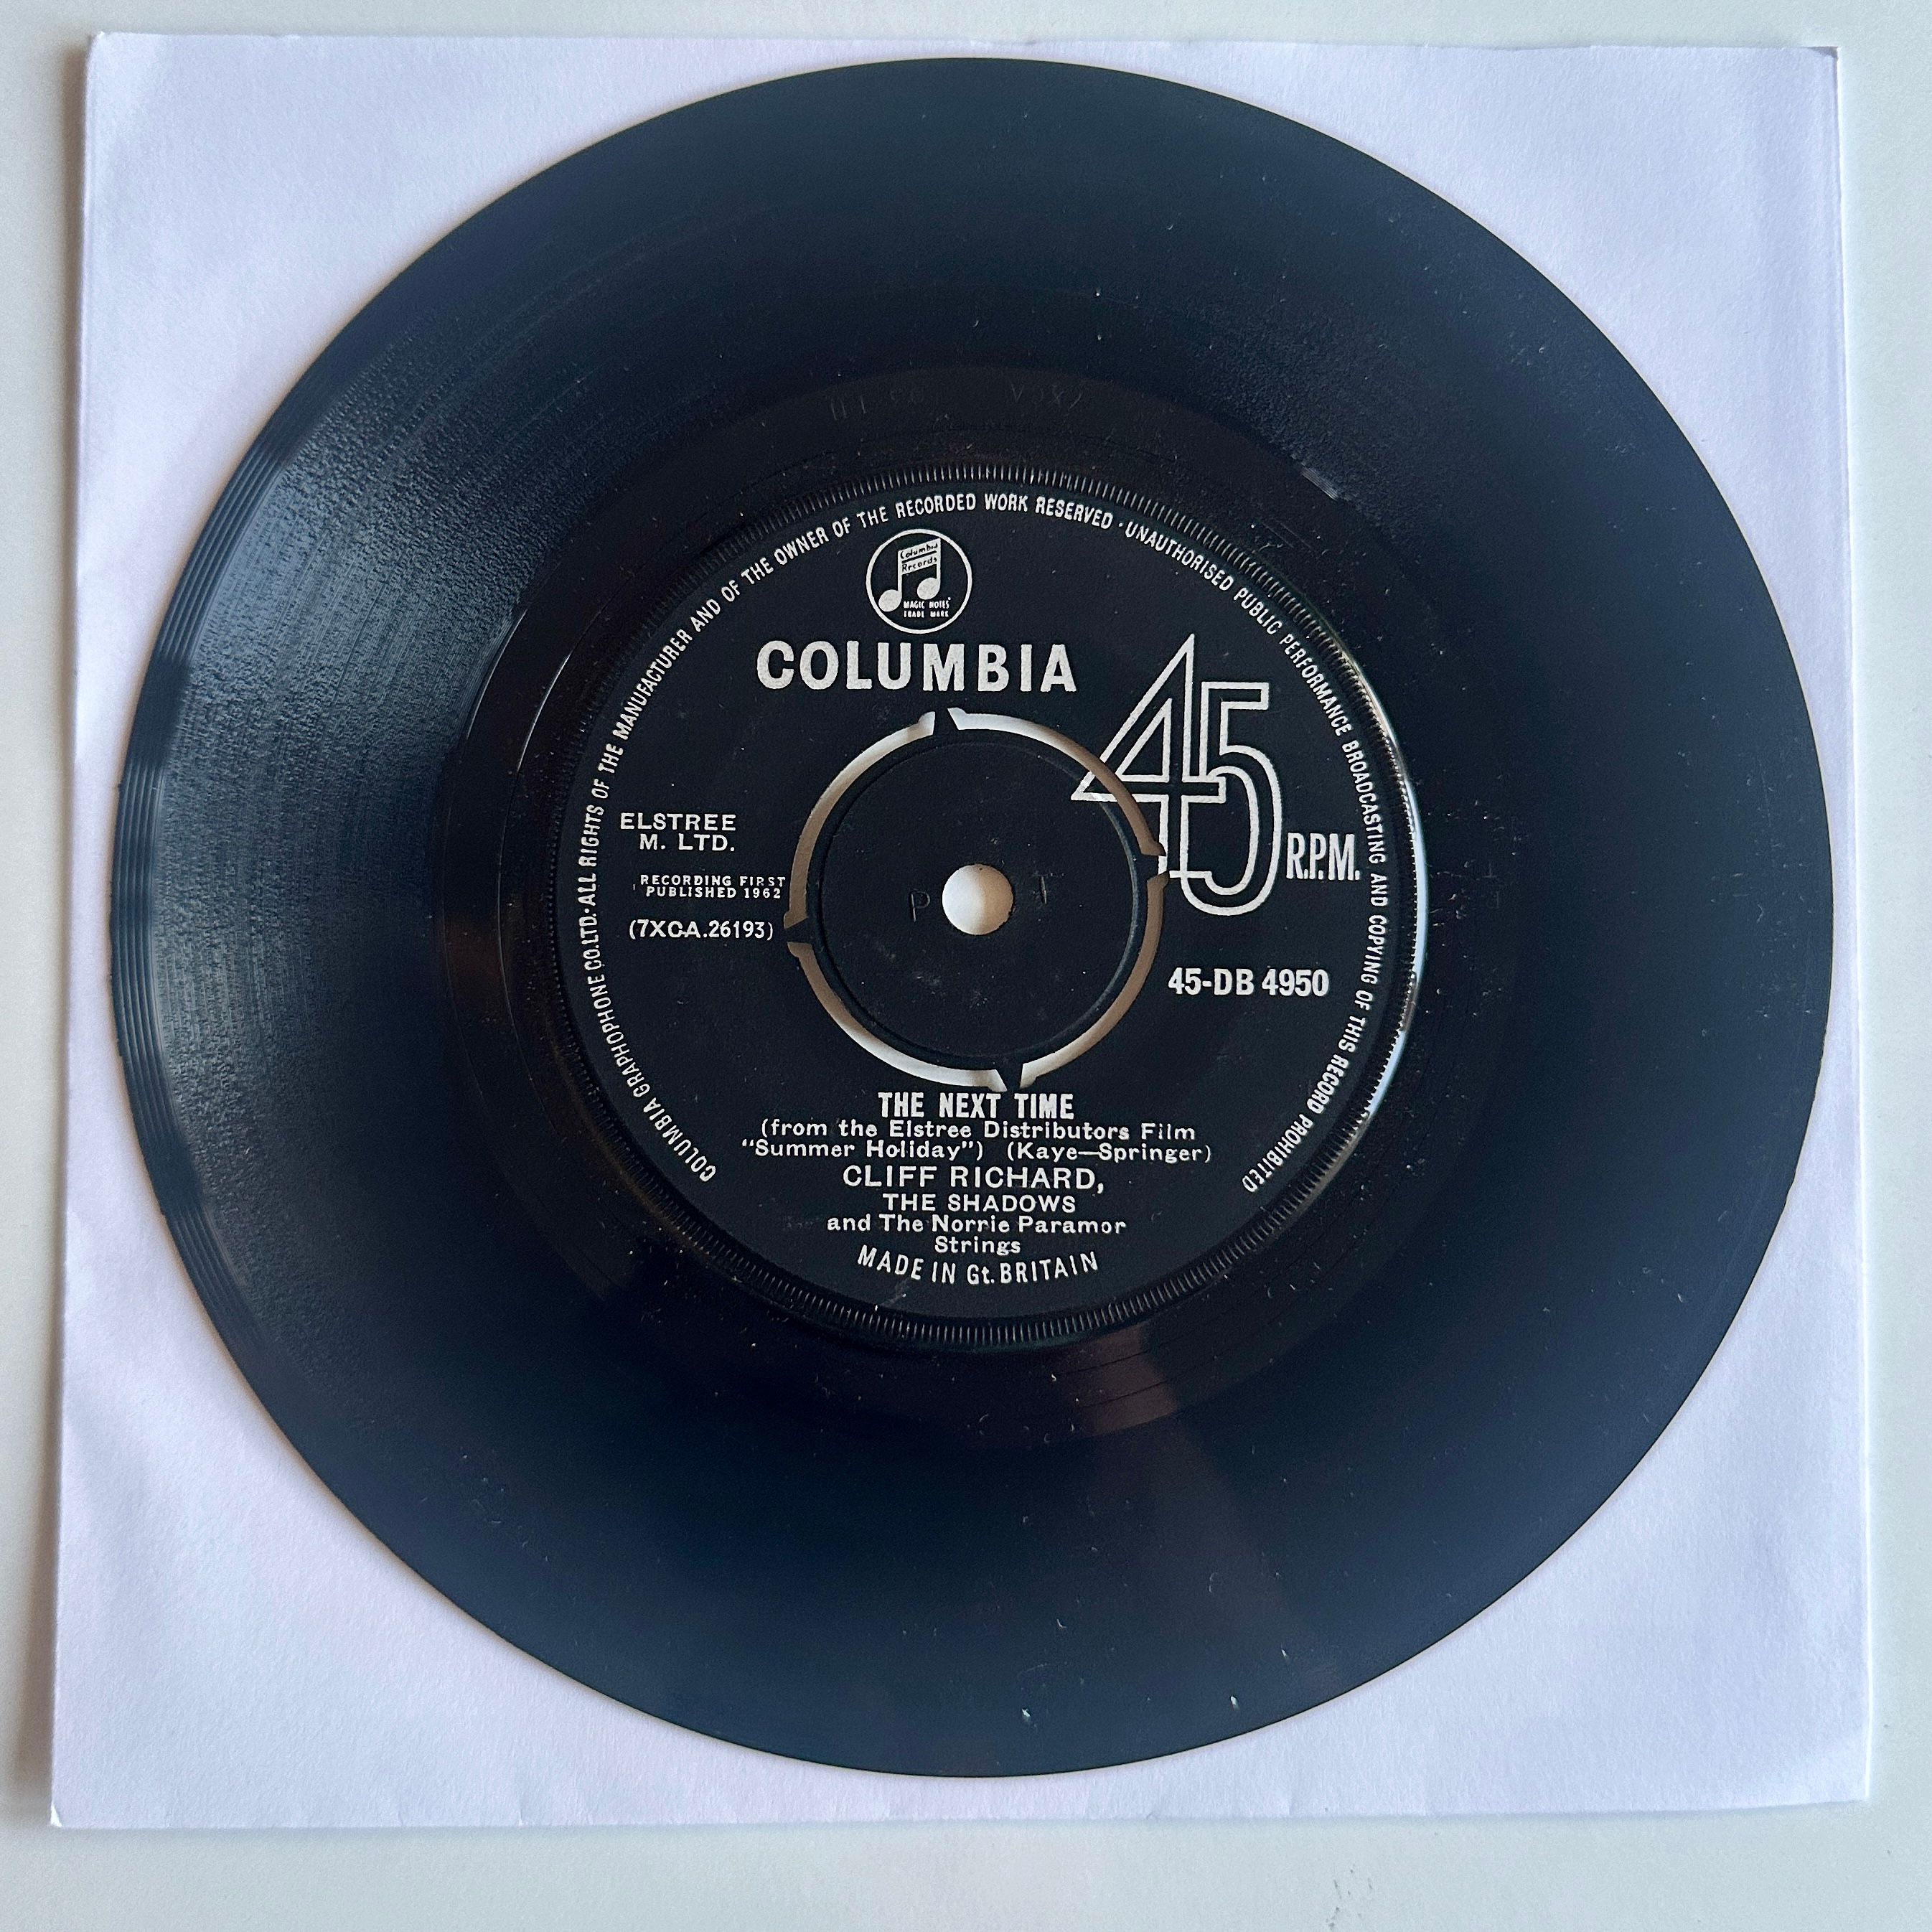 COLUMBIA GRAPHOPHONE CO.LTD.·ALL RIGHTS OF THE MANUFACTURER AND OF THE OWNER OF THE RECORDED WORK RESERVED·UNAUTHORISED PUBLIC PERFORMANCE BROADCASTING AND COPYING OF THIS RECORD PROHIBITED
Columbia
Records
MAGIC NOTES
TRADE MARK
COLUMBIA
45 R.P.M.
ELSTREE
M. LTD.
RECORDING FIRST
PUBLISHED 1962
(7XCA.26193)
P T
45-DB 4950
THE NEXT TIME
(from the Elstree Distributors Film
"Summer Holiday") (Kaye—Springer)
CLIFF RICHARD,
THE SHADOWS
and The Norrie Paramor
Strings
MADE IN Gt. BRITAIN